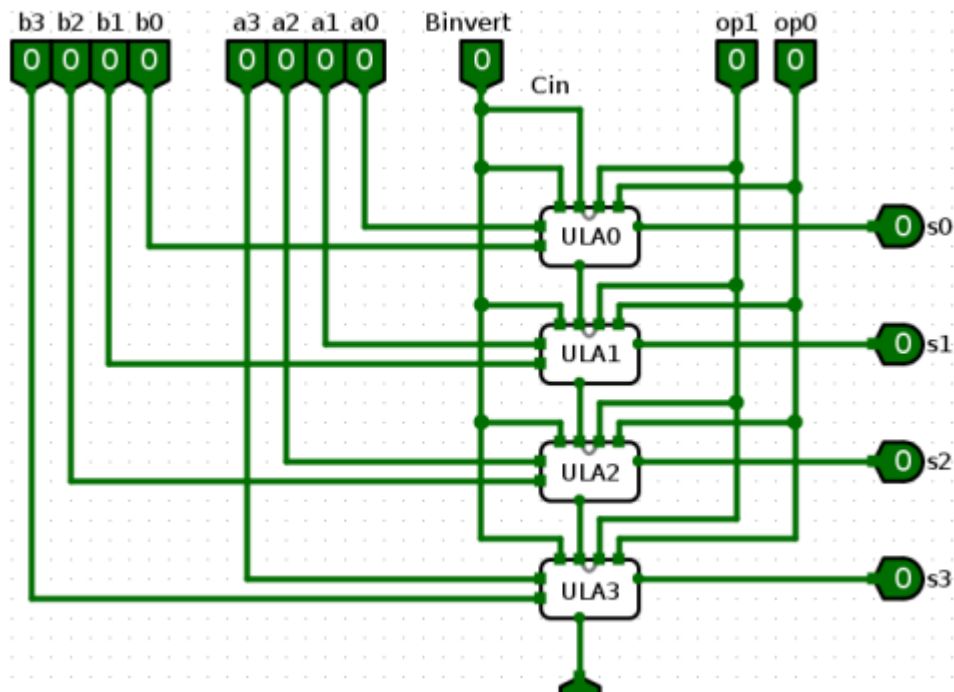 b3 b2 b1 b0 a3 a2 a1 a0 Binvert op1 op0
0 0 0 0 0 0 0 0 0 0 0
Cin
ULA0 0 s0
ULA1 0 s1
ULA2 0 s2
ULA3 0 s3